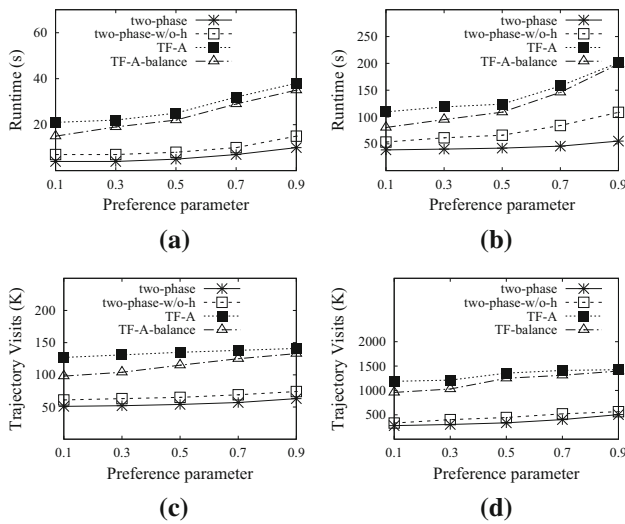 two-phase
two-phase-w/o-h
TF-A
TF-A-balance
60
40
20
Runtime (s)
0.1 0.3 0.5 0.7 0.9
Preference parameter
(a)
two-phase
two-phase-w/o-h
TF-A
TF-A-balance
250
200
150
100
50
Runtime (s)
0.1 0.3 0.5 0.7 0.9
Preference parameter
(b)
two-phase
two-phase-w/o-h
TF-A
TF-A-balance
200
150
100
50
Trajectory Visits (K)
0.1 0.3 0.5 0.7 0.9
Preference parameter
(c)
two-phase
two-phase-w/o-h
TF-A
TF-balance
2000
1500
1000
500
Trajectory Visits (K)
0.1 0.3 0.5 0.7 0.9
Preference parameter
(d)